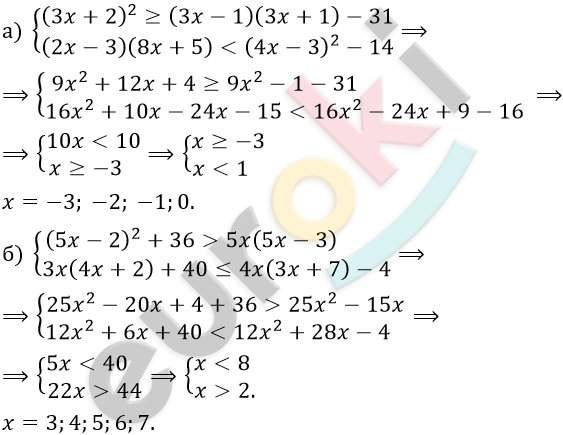 а) {(3x + 2)² ≥ (3x − 1)(3x + 1) − 31
{(2x − 3)(8x + 5) < (4x − 3)² − 14 ⟹
⟹ {9x² + 12x + 4 ≥ 9x² − 1 − 31
{16x² + 10x − 24x − 15 < 16x² − 24x + 9 − 16 ⟹
⟹ {10x < 10 ⟹ {x ≥ −3
{x ≥ −3 {x < 1
x = −3; −2; −1; 0.
б) {(5x − 2)² + 36 > 5x(5x − 3)
{3x(4x + 2) + 40 ≤ 4x(3x + 7) − 4 ⟹
⟹ {25x² − 20x + 4 + 36 > 25x² − 15x
{12x² + 6x + 40 < 12x² + 28x − 4 ⟹
⟹ {5x < 40 ⟹ {x < 8
{22x > 44 {x > 2.
x = 3; 4; 5; 6; 7.
euroki